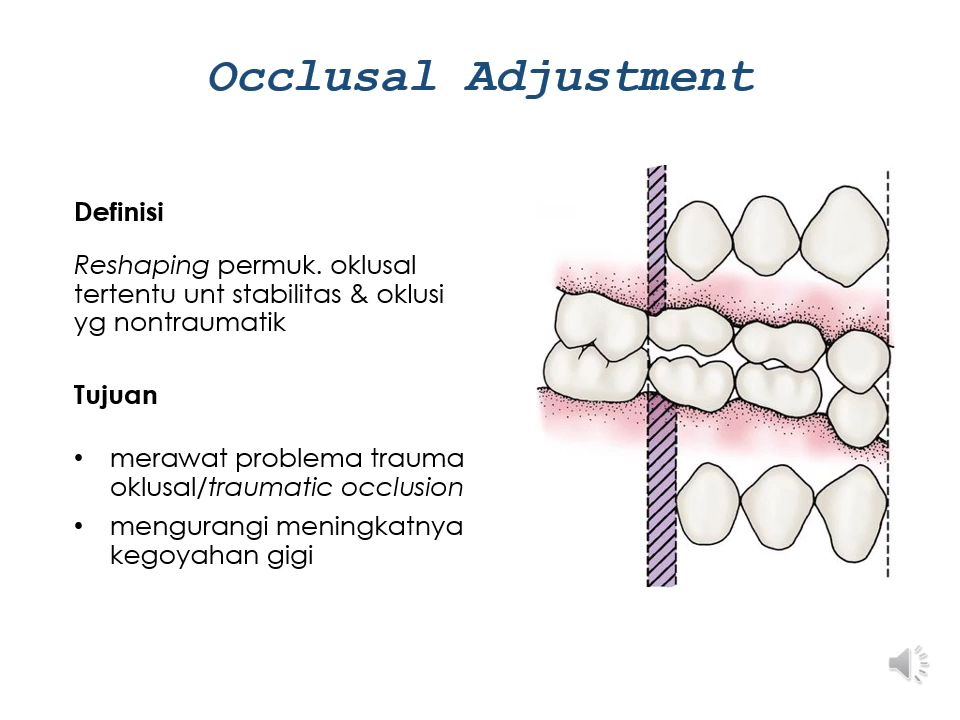 Occlusal Adjustment
Definisi
Reshaping permuk. oklusal
tertentu unt stabilitas & oklusi
yg nontraumatik
Tujuan
• merawat problema trauma
oklusal/traumatic occlusion
• mengurangi meningkatnya
kegoyahan gigi